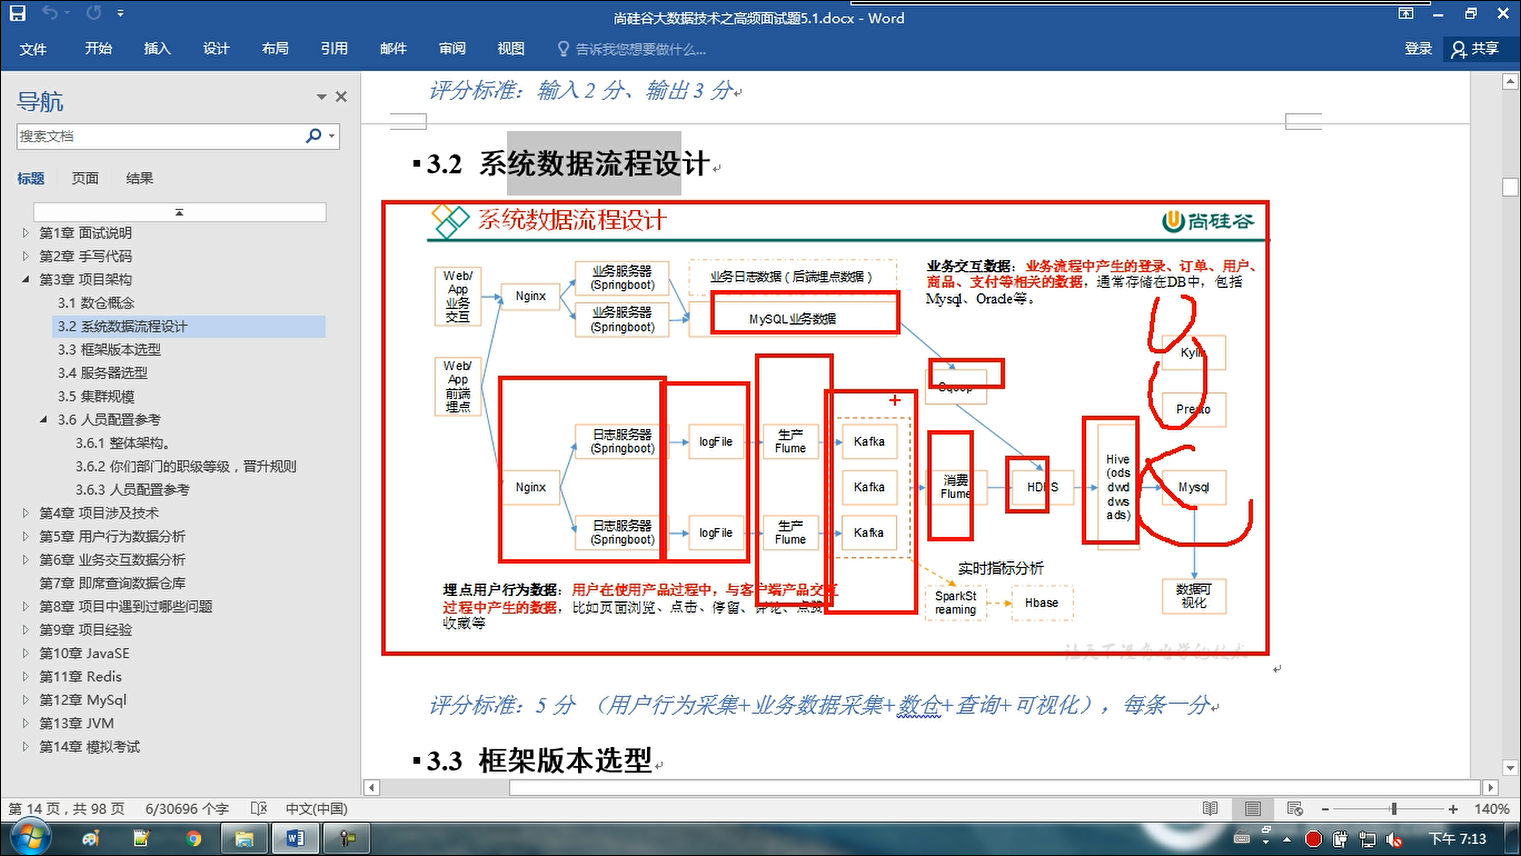 尚硅谷大数据技术之高频面试题5.1.docx - Word
文件 开始 插入 设计 布局 引用 邮件 审阅 视图 告诉我您想要做什么... 登录 共享
导航
搜索文档
标题 页面 结果
第1章 面试说明
第2章 手写代码
第3章 项目架构
3.1 数仓概念
3.2 系统数据流程设计
3.3 框架版本选型
3.4 服务器选型
3.5 集群规模
3.6 人员配置参考
3.6.1 整体架构。
3.6.2 你们部门的职级等级，晋升规则
3.6.3 人员配置参考
第4章 项目涉及技术
第5章 用户行为数据分析
第6章 业务交互数据分析
第7章 即席查询数据仓库
第8章 项目中遇到过哪些问题
第9章 项目经验
第10章 JavaSE
第11章 Redis
第12章 MySql
第13章 JVM
第14章 模拟考试
评分标准：输入 2 分、输出 3 分
3.2 系统数据流程设计
系统数据流程设计
尚硅谷
Web/
App
业务
交互
Nginx
业务服务器
(Springboot)
业务服务器
(Springboot)
业务日志数据（后端埋点数据）
MySQL业务数据
业务交互数据：业务流程中产生的登录、订单、用户、
商品、支付等相关的数据，通常存储在DB中，包括
Mysql、Oracle等。
Web/
App
前端
埋点
Nginx
日志服务器
(Springboot)
日志服务器
(Springboot)
logFile
logFile
生产
Flume
生产
Flume
Kafka
Kafka
Kafka
Sqoop
消费
Flume
HDFS
Hive
(ods
dwd
dws
ads)
Kylin
Presto
Mysql
数据可
视化
实时指标分析
SparkSt
reaming
Hbase
埋点用户行为数据：用户在使用产品过程中，与客户端产品交互
过程中产生的数据，比如页面浏览、点击、停留、评论、点赞
收藏等
让天下没有难学的技术
评分标准：5 分 （用户行为采集+业务数据采集+数仓+查询+可视化），每条一分
3.3 框架版本选型
第 14 页，共 98 页 6/30696 个字 中文(中国) 140%
下午 7:13